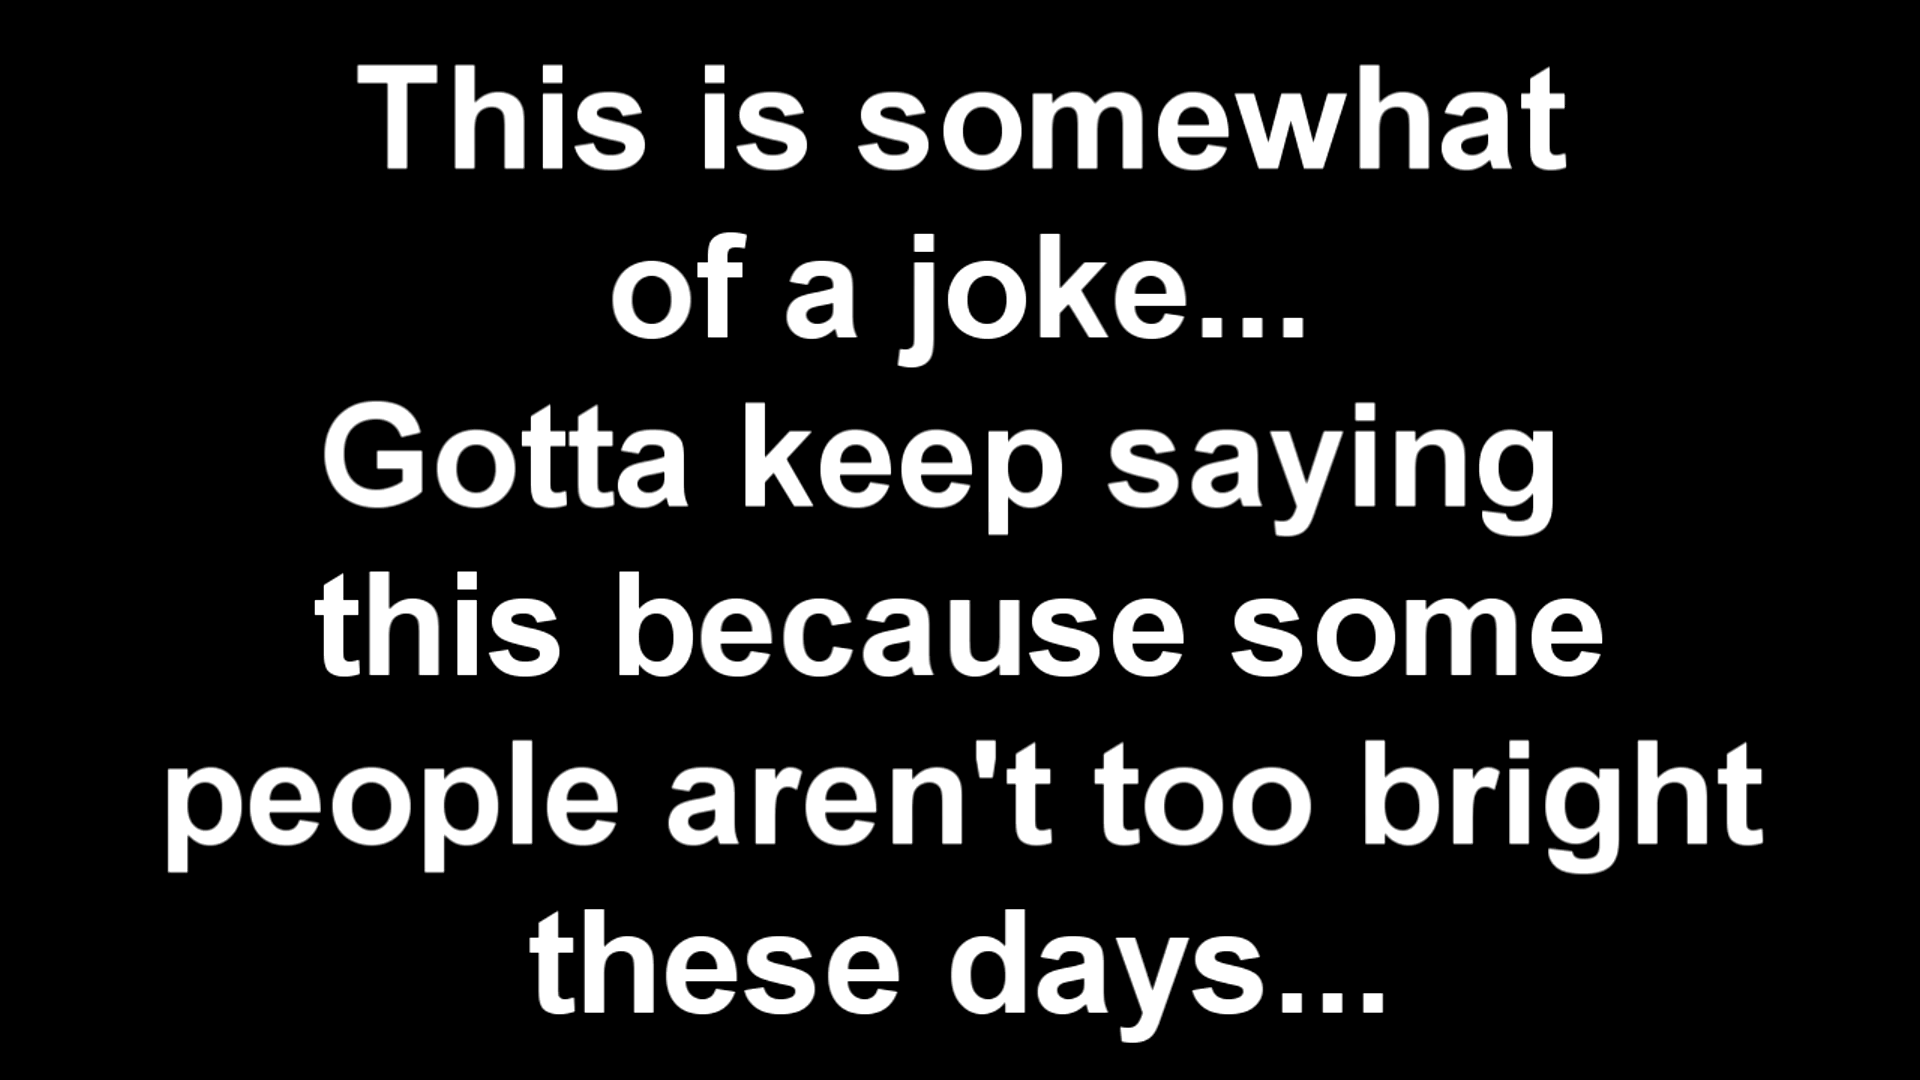 This is somewhat
of a joke...
Gotta keep saying
this because some
people aren't too bright
these days...